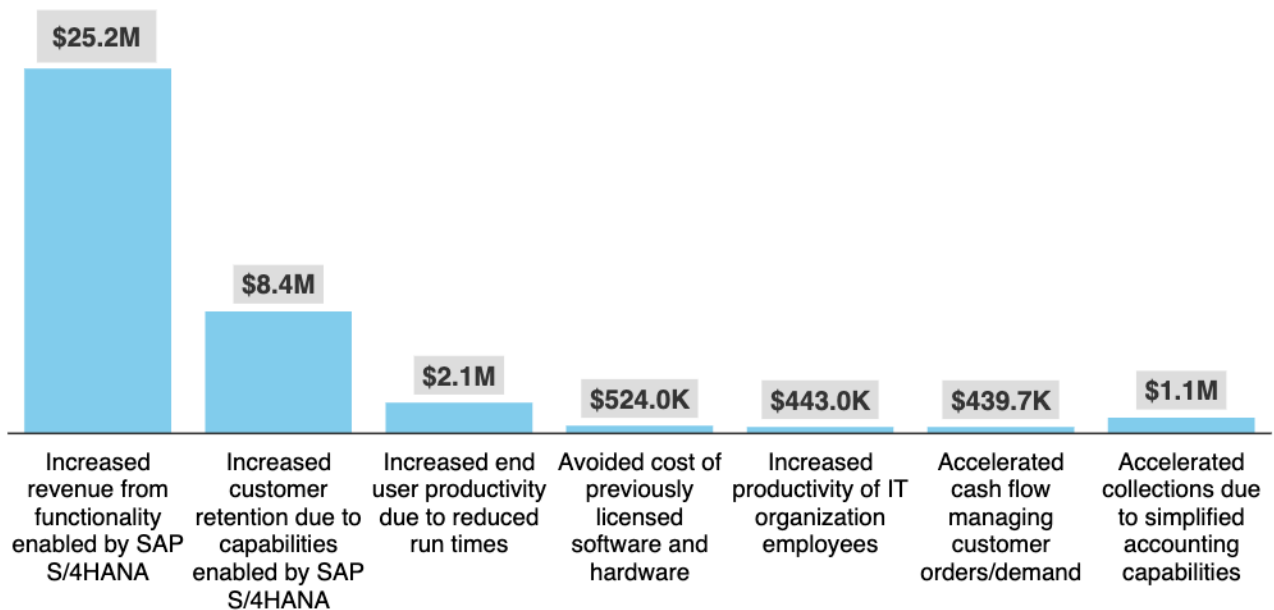 $25.2M
$8.4M
$2.1M
$524.0K
$443.0K
$439.7K
$1.1M
Increased
revenue from
functionality
enabled by SAP
S/4HANA
Increased
customer
retention due to
capabilities
enabled by SAP
S/4HANA
Increased end
user productivity
due to reduced
run times
Avoided cost of
previously
licensed
software and
hardware
Increased
productivity of IT
organization
employees
Accelerated
cash flow
managing
customer
orders/demand
Accelerated
collections due
to simplified
accounting
capabilities